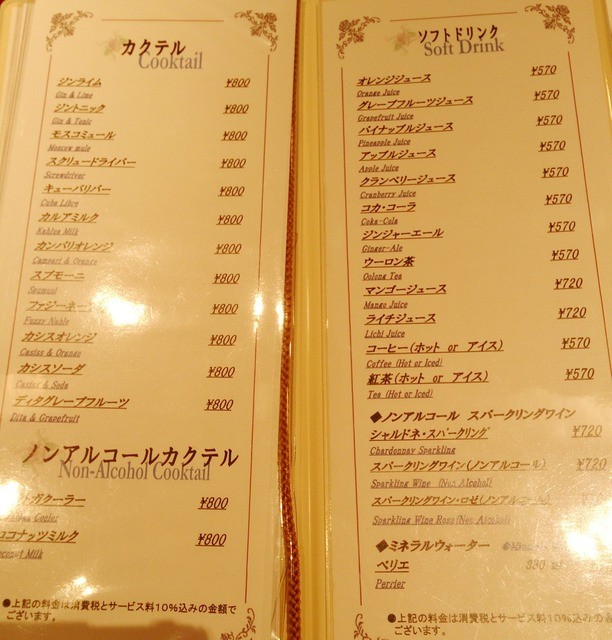 カクテル
Cooktail
ジンライム ¥800
Gin & Lime
ジントニック ¥800
Gin & Tonic
モスコミュール ¥800
Moscow mule
スクリュードライバー ¥800
Screwdriver
キューバリバー ¥800
Cuba Libre
カルアミルク ¥800
Kahlua Milk
カンパリオレンジ ¥800
Campari & Orange
スプモーニ ¥800
ファジーネー ¥800
Fuzzy
カシスオレンジ ¥800
Casiss & Orange
カシスソーダ ¥800
& Soda
ディタグレープフルーツ ¥800
Dita & Grapefruit
ノンアルコールカクテル
Non-Alcohol Cooktail
ガクーラー ¥800
Cooler
ココナッツミルク ¥800
Milk
●上記の料金は消費税とサービス料10%込みの金額で
ございます。
ソフトドリンク
Soft Drink
オレンジジュース ¥570
Orange Juice
グレープフルーツジュース ¥570
Grapefruit Juice
パイナップルジュース ¥570
Pineapple Juice
アップルジュース ¥570
Apple Juice
クランベリージュース ¥570
Cranberry Juice
コカ・コーラ ¥570
Coka-Cola
ジンジャーエール ¥570
Ginger-Ale
ウーロン茶 ¥570
Oolong Tea
マンゴージュース ¥720
Mango Juice
ライチジュース ¥720
Lichi Juice
コーヒー(ホット or アイス) ¥570
Coffee (Hot or Iced)
紅茶(ホット or アイス) ¥570
Tea (Hot or Iced)
◆ノンアルコール スパークリングワイン
シャルドネ・スパークリング ¥720
Chardonnay Sparkling
スパークリングワイン(ノンアルコール) ¥720
Sparkling Wine (Non Alcohol)
スパークリングワイン・ロゼ(ノンアルコール)
Sparkling Wine Rose(Non Alcohol)
◆ミネラルウォーター
ペリエ 330
Perrier
●上記の料金は消費税とサービス料10%込みの金額で
ございます。